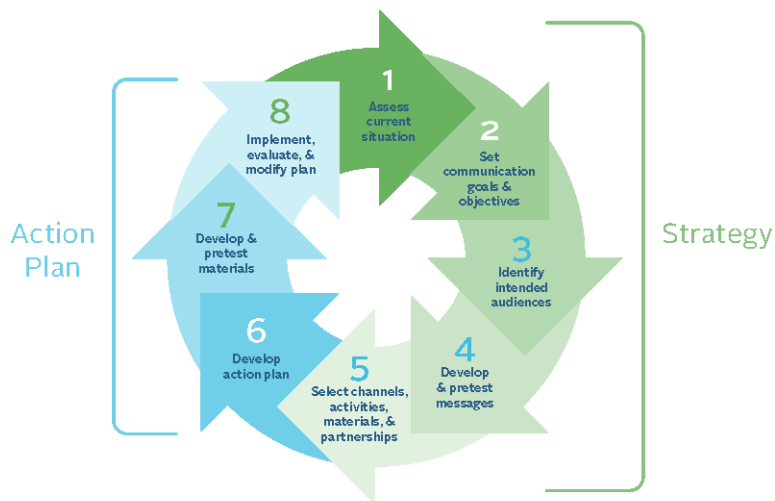 1
Assess
current
situation
2
Set
communication
goals &
objectives
3
Identify
intended
audiences
4
Develop
& pretest
messages
5
Select channels,
activities,
materials, &
partnerships
6
Develop
action plan
7
Develop &
pretest
materials
8
Implement,
evaluate, &
modify plan
Action
Plan
Strategy